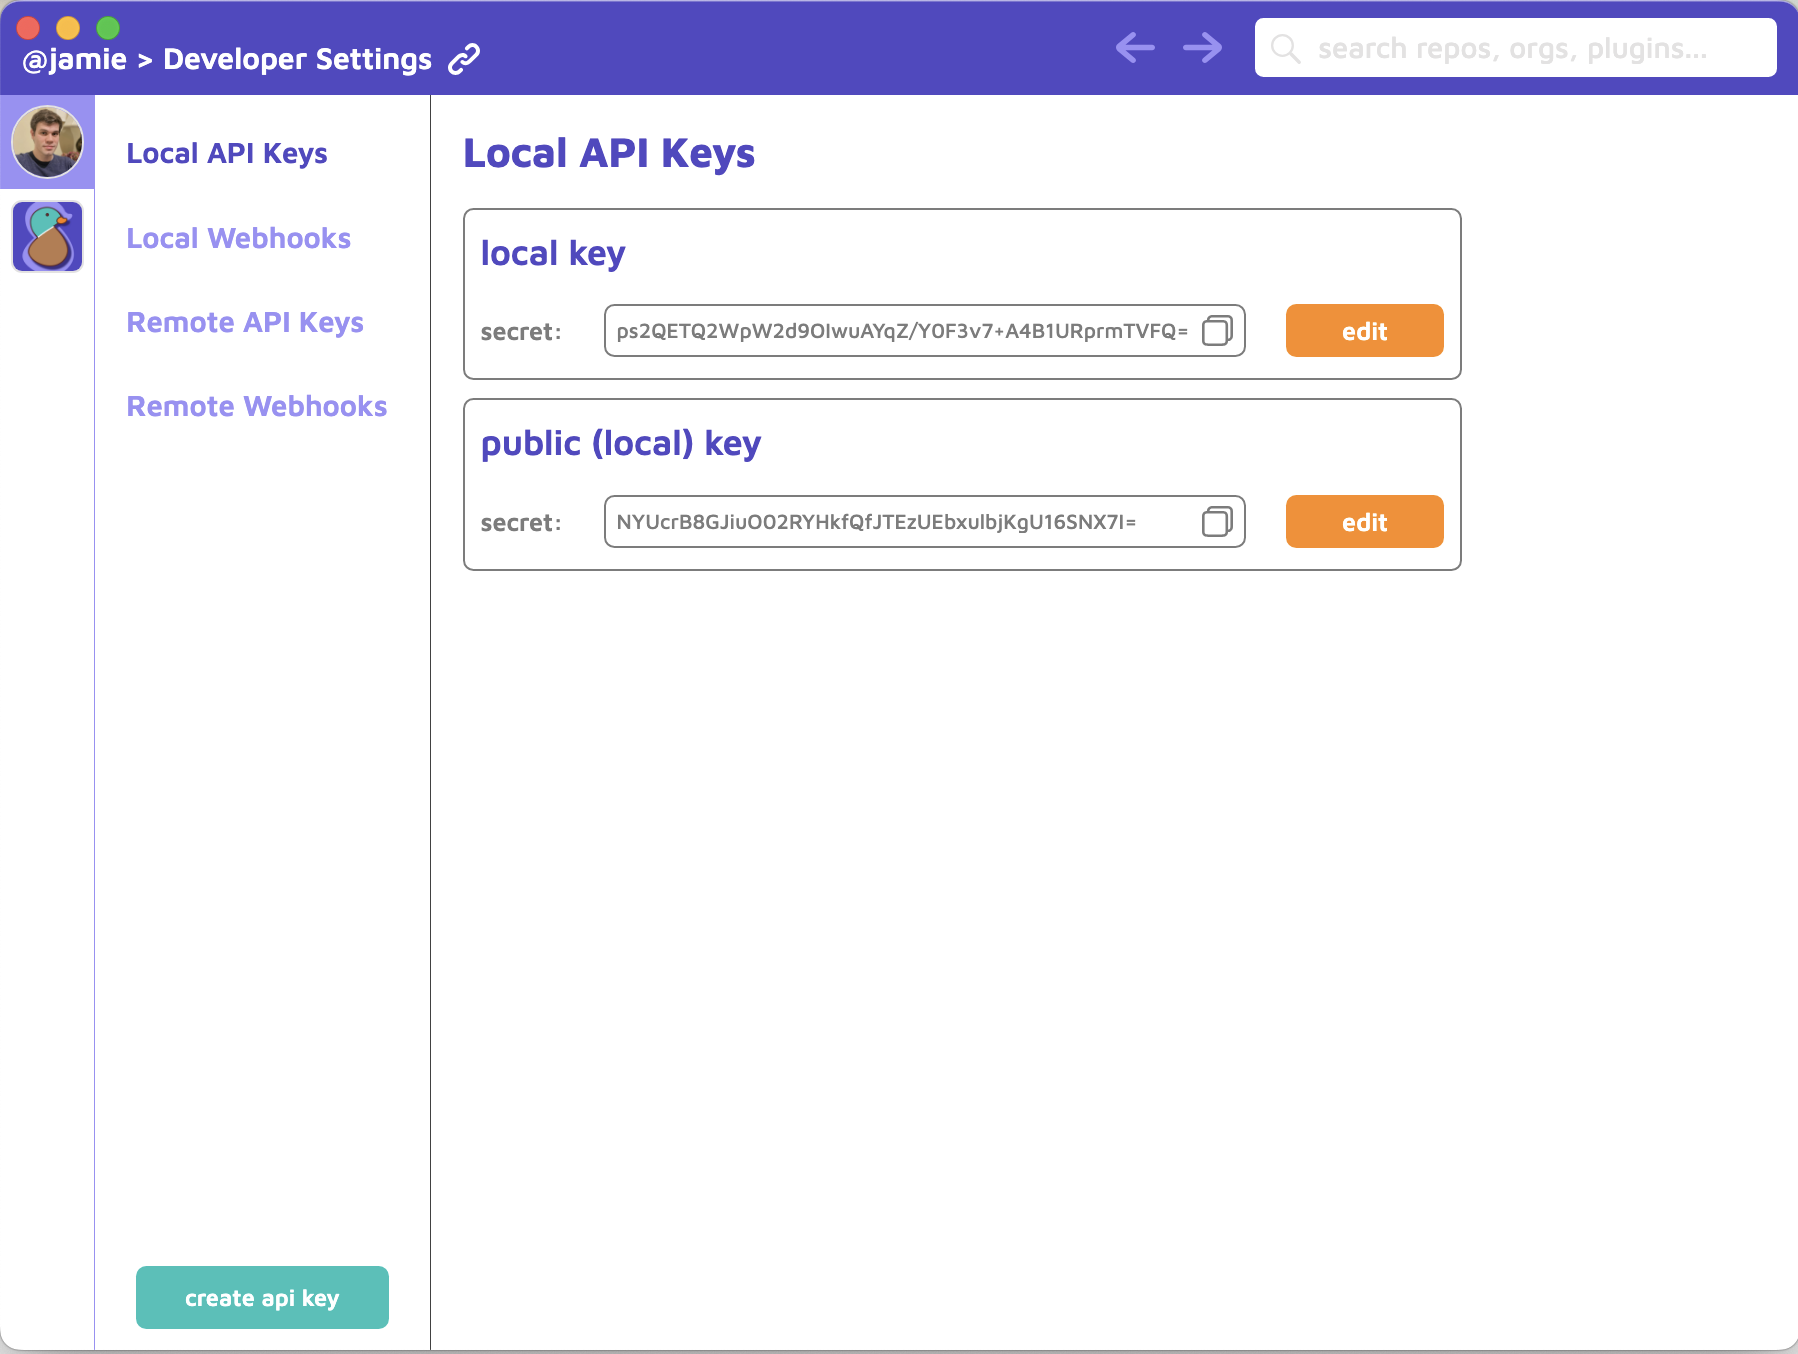 @jamie > Developer Settings
search repos, orgs, plugins...
Local API Keys
Local Webhooks
Remote API Keys
Remote Webhooks
create api key
Local API Keys
local key
secret: ps2QETQ2WpW2d9OIwuAYqZ/Y0F3v7+A4B1URprmTVFQ= edit
public (local) key
secret: NYUcrB8GJiuO02RYHkfQfJTEzUEbxulbjKgU16SNX7I= edit